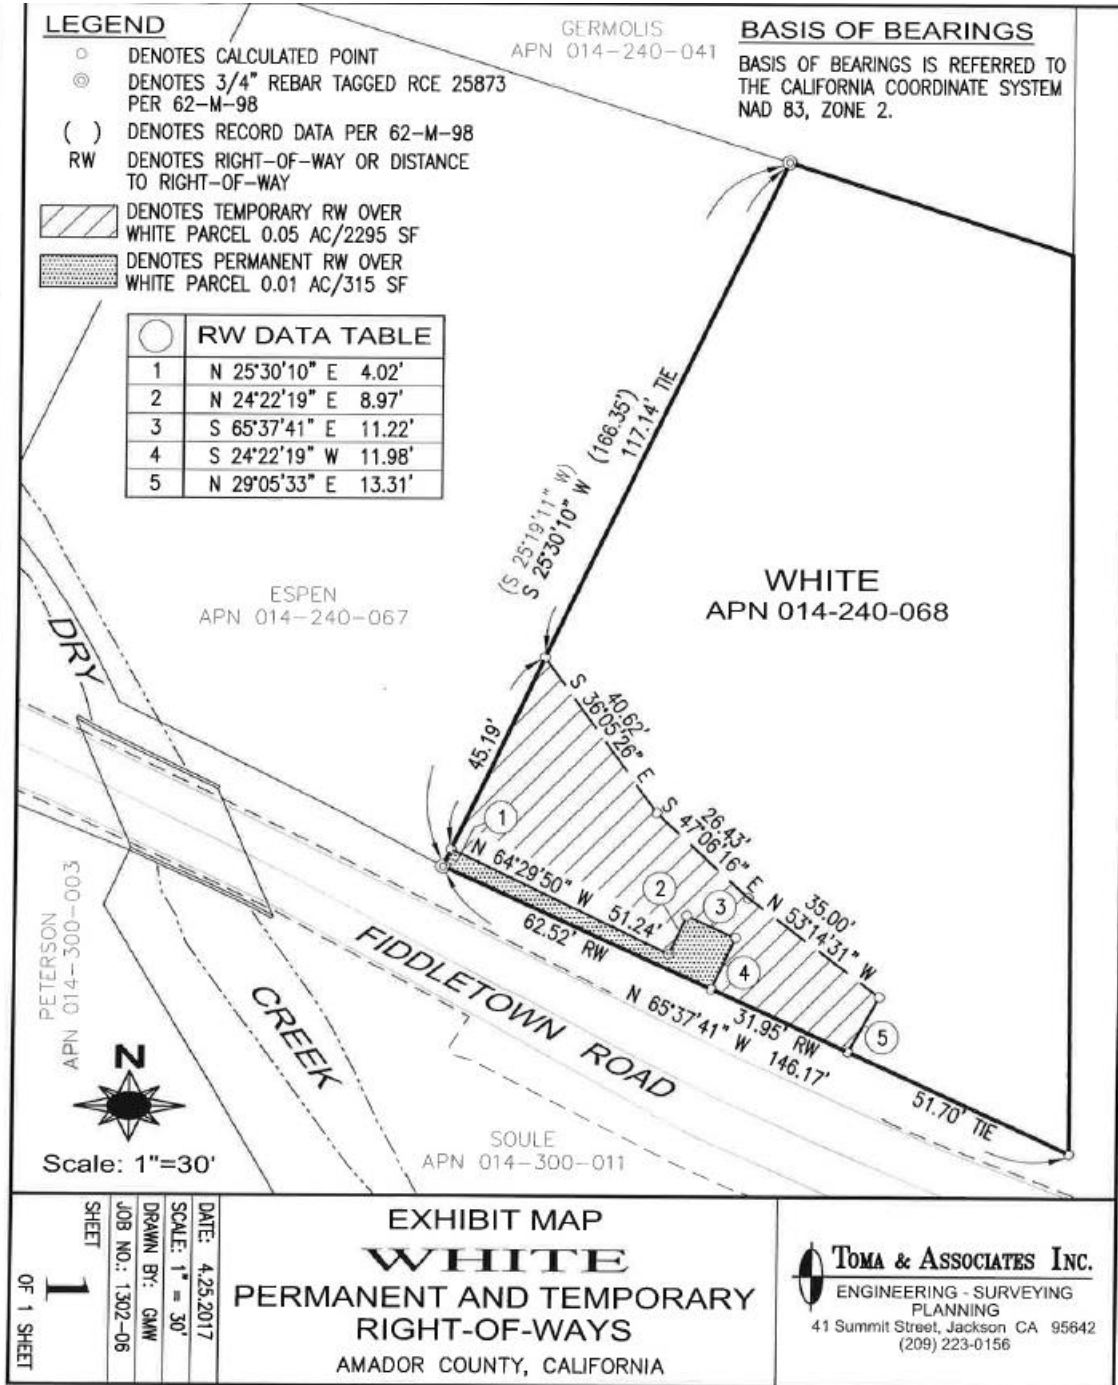 LEGEND
DENOTES CALCULATED POINT
DENOTES 3/4" REBAR TAGGED RCE 25873
PER 62-M-98
( ) DENOTES RECORD DATA PER 62-M-98
RW DENOTES RIGHT-OF-WAY OR DISTANCE
TO RIGHT-OF-WAY
DENOTES TEMPORARY RW OVER
WHITE PARCEL 0.05 AC/2295 SF
DENOTES PERMANENT RW OVER
WHITE PARCEL 0.01 AC/315 SF
GERMOLIS
APN 014-240-041
BASIS OF BEARINGS
BASIS OF BEARINGS IS REFERRED TO
THE CALIFORNIA COORDINATE SYSTEM
NAD 83, ZONE 2.
RW DATA TABLE
1 N 25°30'10" E 4.02'
2 N 24°22'19" E 8.97'
3 S 65°37'41" E 11.22'
4 S 24°22'19" W 11.98'
5 N 29°05'33" E 13.31'
(S 25°19'11" W) (166.35')
S 25°30'10" W 117.14' TIE
ESPEN
APN 014-240-067
WHITE
APN 014-240-068
DRY
CREEK
45.19'
40.62'
S 36°05'26" E
26.43'
S 47°06'16" E
35.00'
N 53°14'31" W
1
2
3
4
5
N 64°29'50" W 51.24'
62.52' RW
31.95' RW
N 65°37'41" W 146.17'
51.70' TIE
FIDDLETOWN ROAD
PETERSON
APN 014-300-003
SOULE
APN 014-300-011
N
Scale: 1"=30'
DATE: 4.25.2017
SCALE: 1" = 30'
DRAWN BY: GMW
JOB NO.: 1302-06
SHEET
1
OF 1 SHEET
EXHIBIT MAP
WHITE
PERMANENT AND TEMPORARY
RIGHT-OF-WAYS
AMADOR COUNTY, CALIFORNIA
TOMA & ASSOCIATES INC.
ENGINEERING - SURVEYING
PLANNING
41 Summit Street, Jackson CA 95642
(209) 223-0156